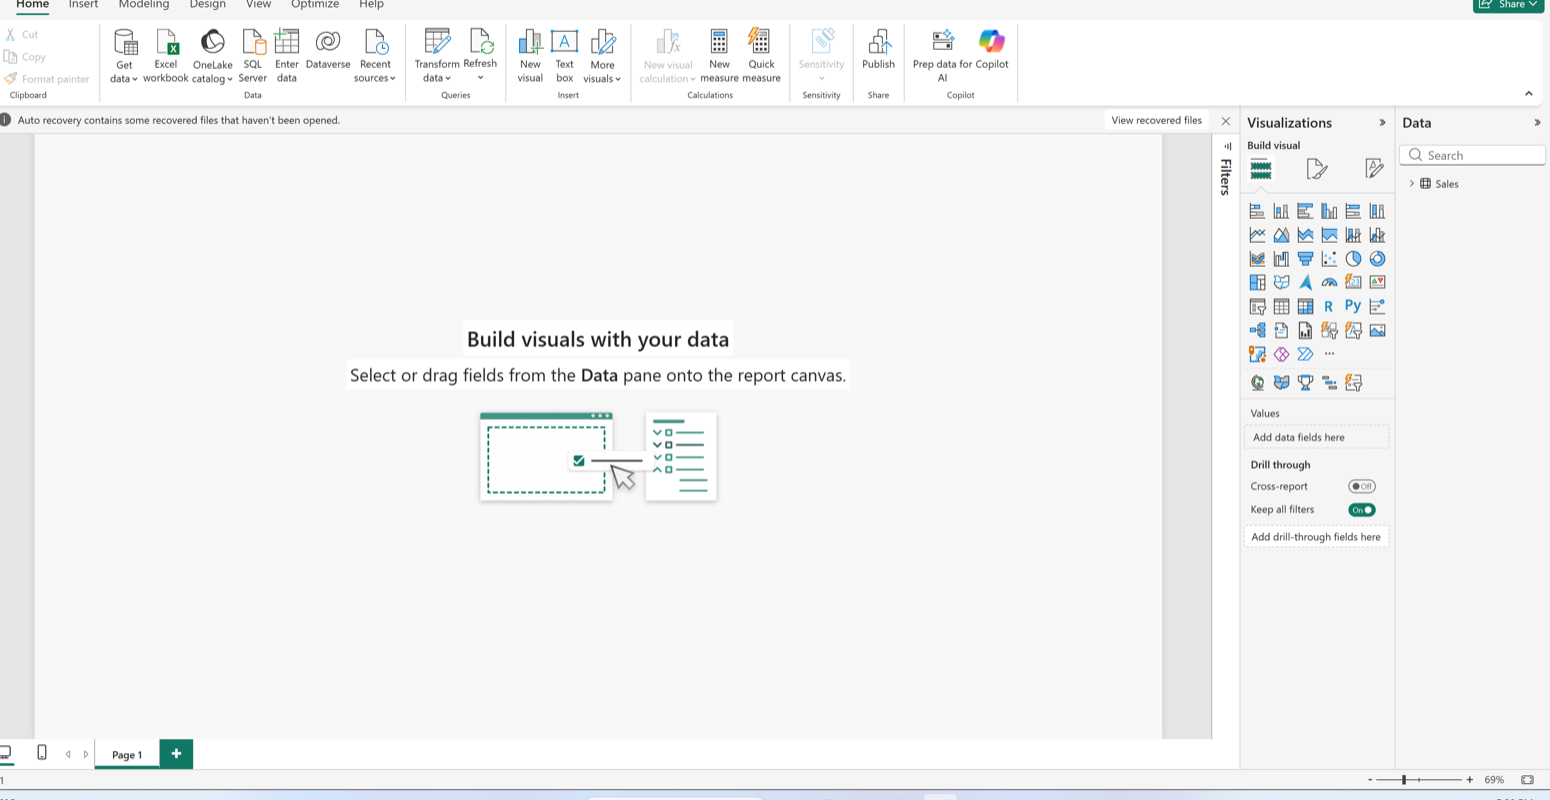 Home Insert Modeling Design View Optimize Help Share
Cut
Copy
Format painter
Clipboard
Get data
Excel workbook
OneLake catalog
SQL Server
Enter data
Dataverse
Recent sources
Data
Transform data
Refresh
Queries
New visual
A
Text box
More visuals
Insert
New visual calculation
New measure
Quick measure
Calculations
Sensitivity
Sensitivity
Publish
Share
Prep data for AI
Copilot
Copilot
Auto recovery contains some recovered files that haven't been opened.
View recovered files
Filters
Visualizations
Build visual
R Py
Values
Add data fields here
Drill through
Cross-report Off
Keep all filters On
Add drill-through fields here
Data
Search
Sales
Build visuals with your data
Select or drag fields from the Data pane onto the report canvas.
Page 1
69%